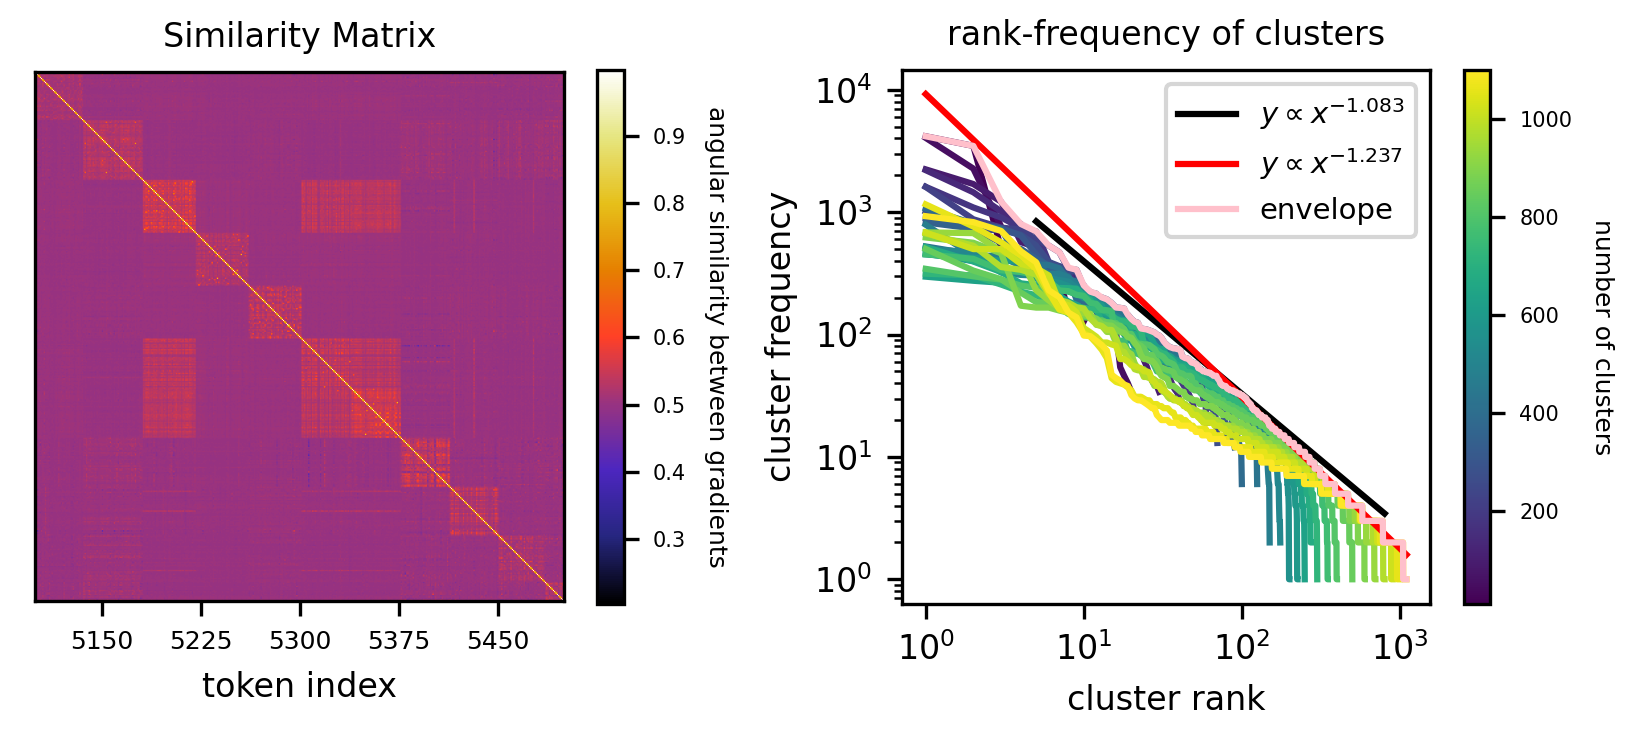 Similarity Matrix
0.9
0.8
0.7
0.6
0.5
0.4
0.3
angular similarity between gradients
5150 5225 5300 5375 5450
token index
rank-frequency of clusters
10⁴
10³
10²
10¹
10⁰
cluster frequency
y ∝ x⁻¹·⁰⁸³
y ∝ x⁻¹·²³⁷
envelope
10⁰ 10¹ 10² 10³
cluster rank
1000
800
600
400
200
number of clusters